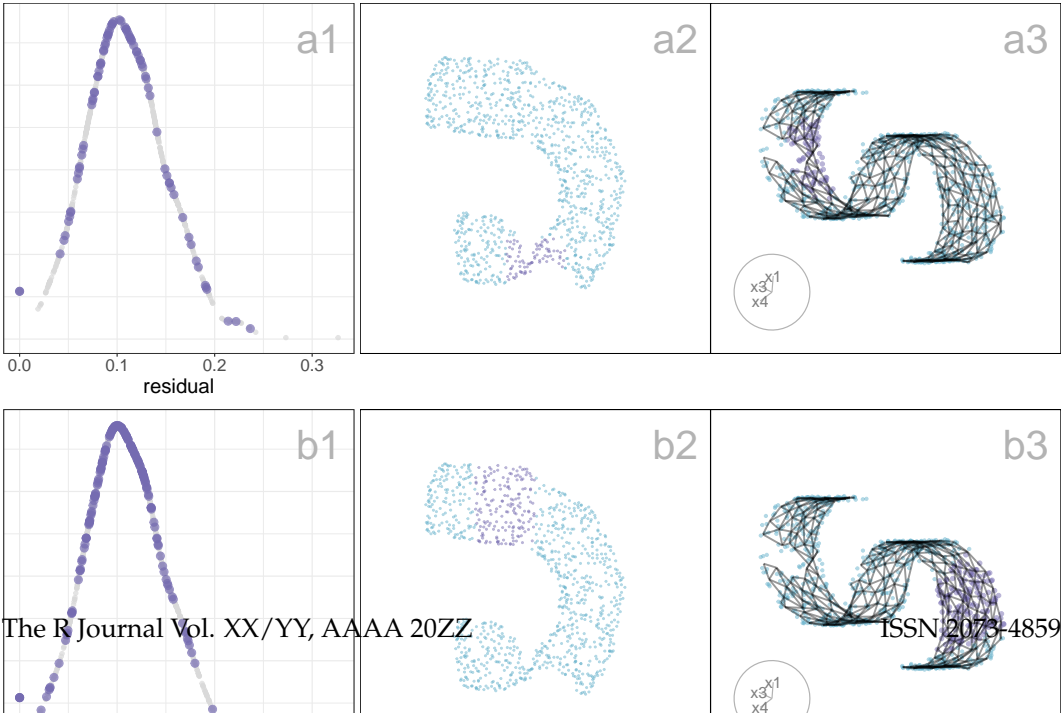 a1
a2
a3
x1
x3
x4
0.0 0.1 0.2 0.3
residual
b1
b2
b3
The R Journal Vol. XX/YY, AAAA 20ZZ
ISSN 2073-4859
x1
x3
x4